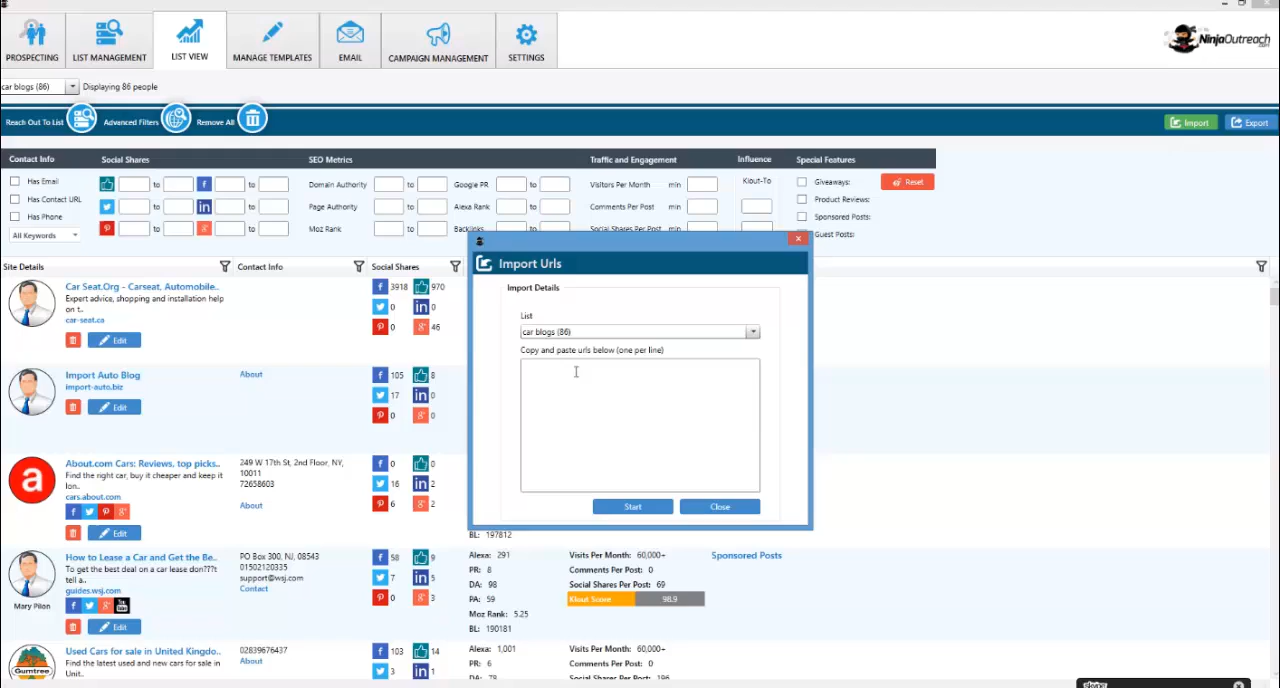 PROSPECTING
LIST MANAGEMENT
LIST VIEW
MANAGE TEMPLATES
EMAIL
CAMPAIGN MANAGEMENT
SETTINGS
NinjaOutreach
car blogs (86)
Displaying 86 people
Reach Out To List
Advanced Filters
Remove All
Import
Export
Contact Info
Social Shares
SEO Metrics
Traffic and Engagement
Influence
Special Features
Has Email
to
to
Domain Authority
to
Google PR
to
Visitors Per Month
min
Klout-To
Giveaways:
Reset
Has Contact URL
Product Reviews:
to
to
Page Authority
to
Alexa Rank
to
Comments Per Post
min
Has Phone
Sponsored Posts:
to
to
Moz Rank
to
Backlinks
to
Social Shares Per Post
min
All Keywords
Guest Posts:
Site Details
Contact Info
Social Shares
Import Urls
Import Details
List
car blogs (86)
Copy and paste urls below (one per line)
Start
Close
Car Seat.Org - Carseat, Automobile..
Expert advice, shopping and installation help
on t..
car-seat.co
Edit
3918
970
0
0
0
46
Import Auto Blog
import-auto.biz
Edit
About
105
8
17
0
0
0
About.com Cars: Reviews, top picks..
Find the right car, buy it cheaper and keep it
lon..
cars.about.com
Edit
249 W 17th St, 2nd Floor, NY,
10011
72658603
About
0
0
16
2
6
2
BL: 197812
How to Lease a Car and Get the Be..
To get the best deal on a car lease don???t
tell a..
guides.wsj.com
Mary Pilon
Edit
PO Box 300, NJ, 08543
01502120335
support@wsj.com
Contact
58
9
7
5
0
3
Alexa: 291
PR: 8
DA: 98
PA: 59
Moz Rank: 5.25
BL: 190181
Visits Per Month: 60,000+
Comments Per Post: 0
Social Shares Per Post: 69
Klout Score
98.9
Sponsored Posts
Gumtree
Used Cars for sale in United Kingdo..
Find the latest used and new cars for sale in
Unit..
02839676437
About
103
14
3
1
Alexa: 1,001
PR: 6
DA: 79
Visits Per Month: 60,000+
Comments Per Post: 0
Social Shares Per Post: 196